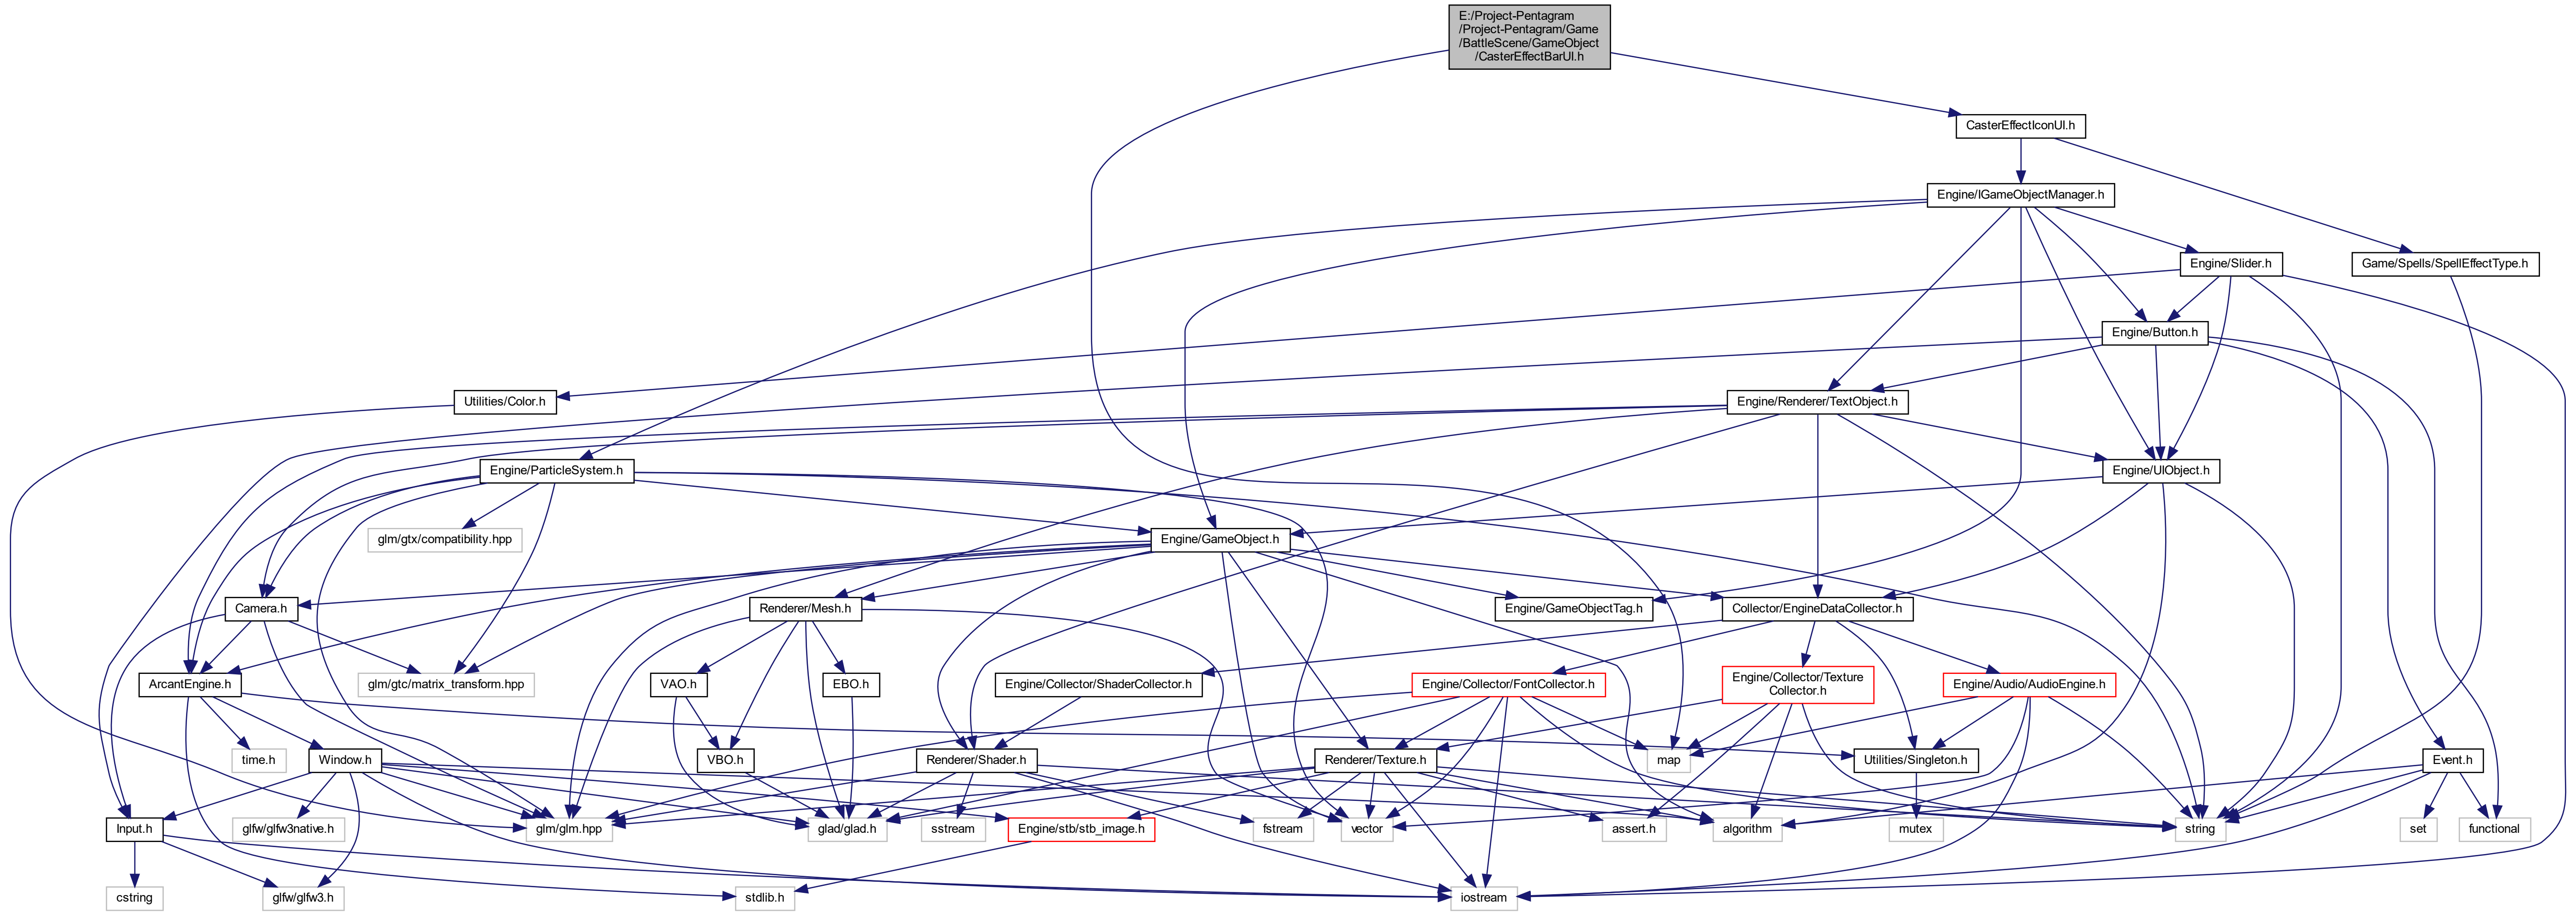 E:/Project-Pentagram
/Project-Pentagram/Game
/BattleScene/GameObject
/CasterEffectBarUI.h
CasterEffectIconUI.h
Engine/IGameObjectManager.h
Engine/Slider.h
Game/Spells/SpellEffectType.h
Engine/Button.h
Utilities/Color.h
Engine/Renderer/TextObject.h
Engine/ParticleSystem.h
Engine/UIObject.h
glm/gtx/compatibility.hpp
Engine/GameObject.h
Camera.h
Renderer/Mesh.h
Engine/GameObjectTag.h
Collector/EngineDataCollector.h
ArcantEngine.h
glm/gtc/matrix_transform.hpp
VAO.h
EBO.h
Engine/Collector/ShaderCollector.h
Engine/Collector/FontCollector.h
Engine/Collector/Texture
Collector.h
Engine/Audio/AudioEngine.h
time.h
Window.h
VBO.h
Renderer/Shader.h
Renderer/Texture.h
map
Utilities/Singleton.h
Event.h
Input.h
glfw/glfw3native.h
glm/glm.hpp
glad/glad.h
sstream
Engine/stb/stb_image.h
fstream
vector
assert.h
algorithm
mutex
string
set
functional
cstring
glfw/glfw3.h
stdlib.h
iostream